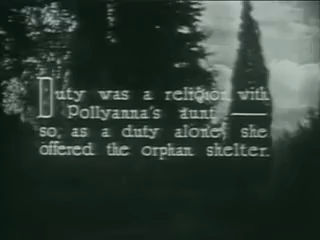 Duty was a religion with
Pollyanna's aunt —
so, as a duty alone, she
offered the orphan shelter.